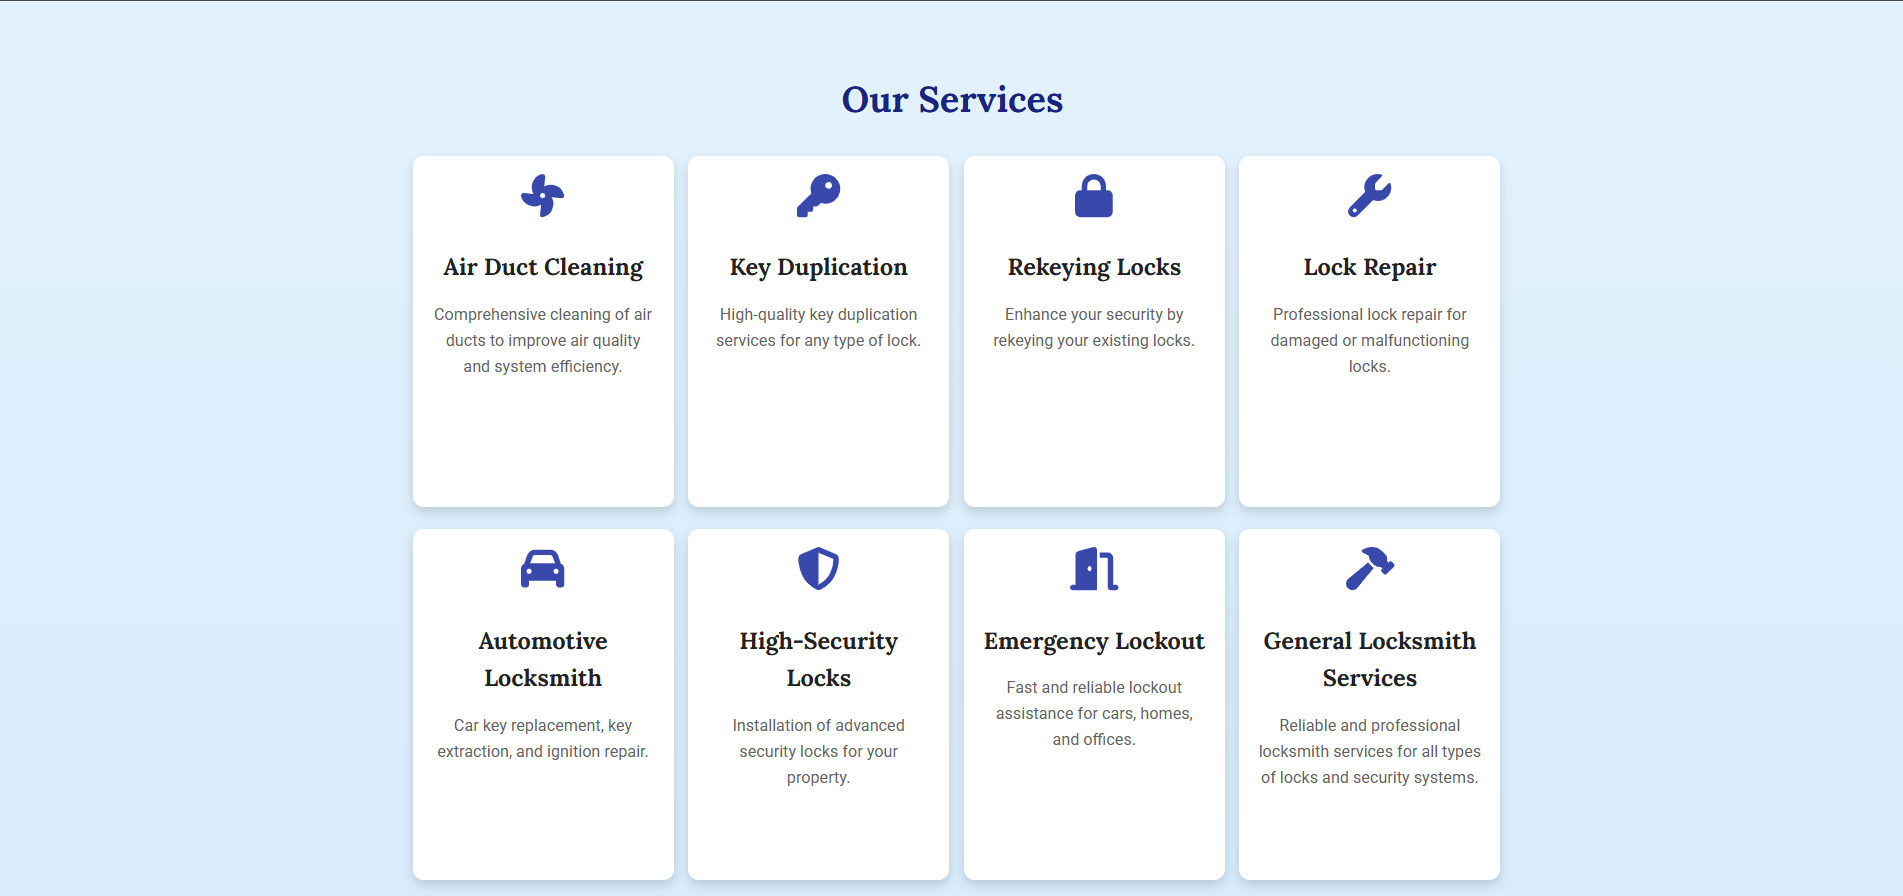 Our Services
Air Duct Cleaning
Comprehensive cleaning of air
ducts to improve air quality
and system efficiency.
Key Duplication
High-quality key duplication
services for any type of lock.
Rekeying Locks
Enhance your security by
rekeying your existing locks.
Lock Repair
Professional lock repair for
damaged or malfunctioning
locks.
Automotive
Locksmith
Car key replacement, key
extraction, and ignition repair.
High-Security
Locks
Installation of advanced
security locks for your
property.
Emergency Lockout
Fast and reliable lockout
assistance for cars, homes,
and offices.
General Locksmith
Services
Reliable and professional
locksmith services for all types
of locks and security systems.